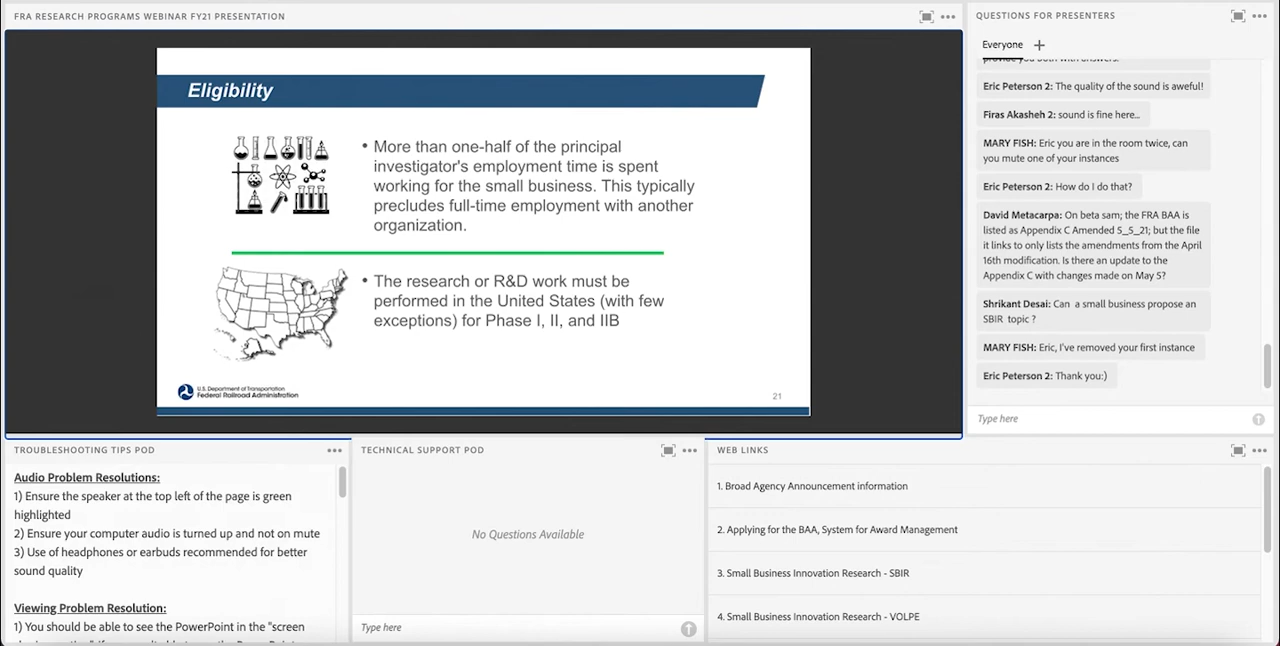 FRA RESEARCH PROGRAMS WEBINAR FY21 PRESENTATION
Eligibility
• More than one-half of the principal
investigator's employment time is spent
working for the small business. This typically
precludes full-time employment with another
organization.
• The research or R&D work must be
performed in the United States (with few
exceptions) for Phase I, II, and IIB
U.S. Department of Transportation
Federal Railroad Administration
21
QUESTIONS FOR PRESENTERS
Everyone
provide you both with answers.
Eric Peterson 2: The quality of the sound is aweful!
Firas Akasheh 2: sound is fine here...
MARY FISH: Eric you are in the room twice, can
you mute one of your instances
Eric Peterson 2: How do I do that?
David Metacarpa: On beta sam; the FRA BAA is
listed as Appendix C Amended 5_5_21; but the file
it links to only lists the amendments from the April
16th modification. Is there an update to the
Appendix C with changes made on May 5?
Shrikant Desai: Can a small business propose an
SBIR topic ?
MARY FISH: Eric, I've removed your first instance
Eric Peterson 2: Thank you:)
Type here
TROUBLESHOOTING TIPS POD
Audio Problem Resolutions:
1) Ensure the speaker at the top left of the page is green
highlighted
2) Ensure your computer audio is turned up and not on mute
3) Use of headphones or earbuds recommended for better
sound quality
Viewing Problem Resolution:
1) You should be able to see the PowerPoint in the "screen
TECHNICAL SUPPORT POD
No Questions Available
Type here
WEB LINKS
1. Broad Agency Announcement information
2. Applying for the BAA, System for Award Management
3. Small Business Innovation Research - SBIR
4. Small Business Innovation Research - VOLPE